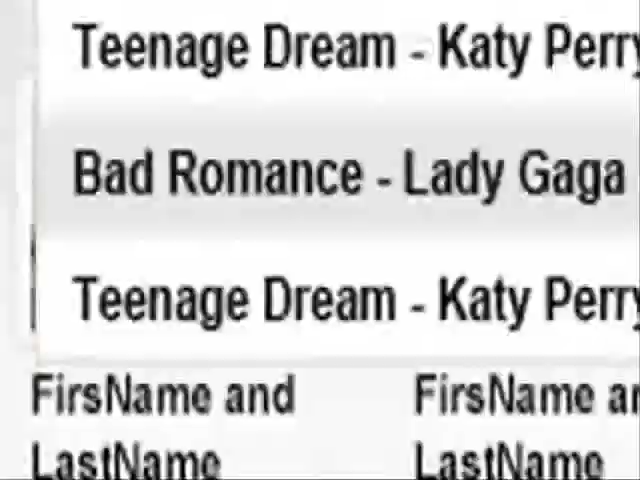 Teenage Dream - Katy Perry
Bad Romance - Lady Gaga
Teenage Dream - Katy Perry
FirsName and FirsName an
LastName LastName